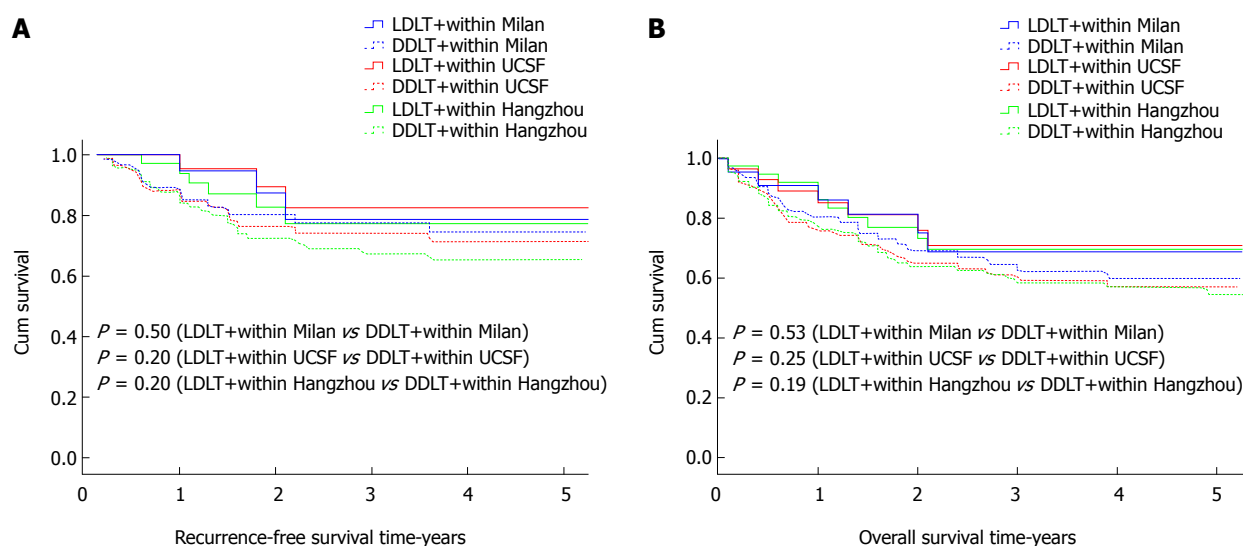 A
LDLT+within Milan
DDLT+within Milan
LDLT+within UCSF
DDLT+within UCSF
LDLT+within Hangzhou
DDLT+within Hangzhou
1.0
0.8
0.6
0.4
0.2
0.0
Cum survival
P = 0.50 (LDLT+within Milan vs DDLT+within Milan)
P = 0.20 (LDLT+within UCSF vs DDLT+within UCSF)
P = 0.20 (LDLT+within Hangzhou vs DDLT+within Hangzhou)
0 1 2 3 4 5
Recurrence-free survival time-years
B
LDLT+within Milan
DDLT+within Milan
LDLT+within UCSF
DDLT+within UCSF
LDLT+within Hangzhou
DDLT+within Hangzhou
1.0
0.8
0.6
0.4
0.2
0.0
Cum survival
P = 0.53 (LDLT+within Milan vs DDLT+within Milan)
P = 0.25 (LDLT+within UCSF vs DDLT+within UCSF)
P = 0.19 (LDLT+within Hangzhou vs DDLT+within Hangzhou)
0 1 2 3 4 5
Overall survival time-years